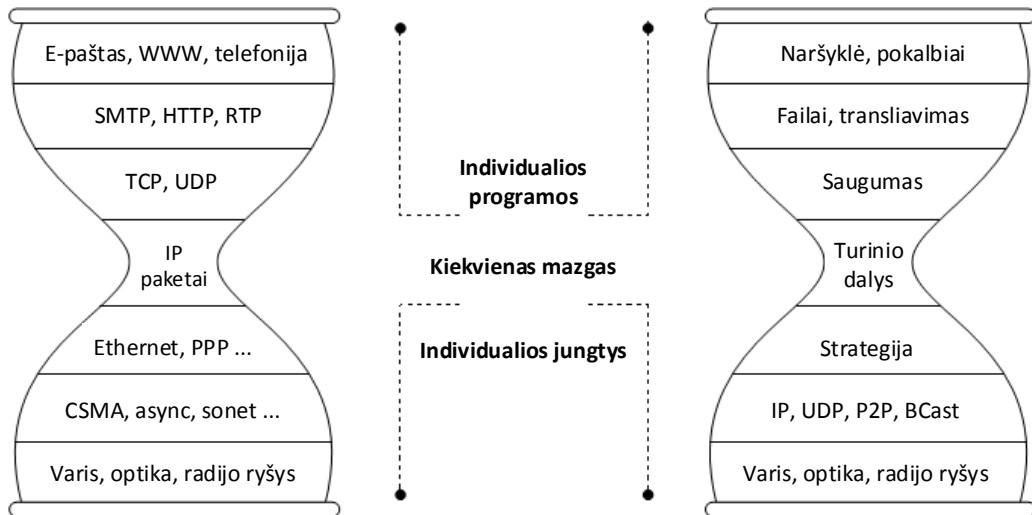 E-paštas, WWW, telefonija
SMTP, HTTP, RTP
TCP, UDP
IP
paketai
Ethernet, PPP ...
CSMA, async, sonet ...
Varis, optika, radijo ryšys
Individualios
programos
Kiekvienas mazgas
Individualios jungtys
Naršyklė, pokalbiai
Failai, transliavimas
Saugumas
Turinio
dalys
Strategija
IP, UDP, P2P, BCast
Varis, optika, radijo ryšys